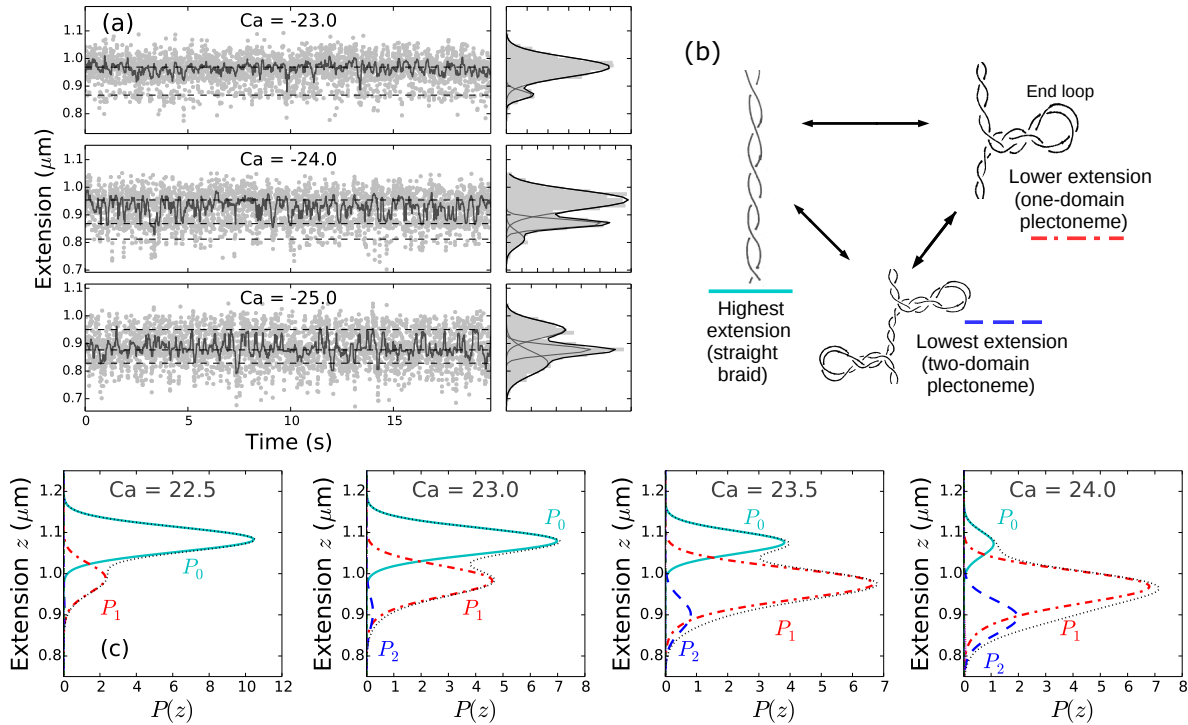 (a)
Ca = -23.0
1.1
1.0
0.9
0.8
Ca = -24.0
1.1
1.0
0.9
0.8
0.7
Ca = -25.0
1.0
0.9
0.8
0.7
Extension (μm)
0 5 10 15
Time (s)
(b)
End loop
Lower extension
(one-domain
plectoneme)
Highest
extension
(straight
braid)
Lowest extension
(two-domain
plectoneme)
Ca = 22.5
1.2
1.1
1.0
0.9
0.8
Extension z (μm)
P₀
P₁
(c)
0 2 4 6 8 10 12
P(z)
Ca = 23.0
1.2
1.1
1.0
0.9
0.8
Extension z (μm)
P₀
P₁
P₂
0 1 2 3 4 5 6 7 8
P(z)
Ca = 23.5
1.2
1.1
1.0
0.9
0.8
Extension z (μm)
P₀
P₁
P₂
0 1 2 3 4 5 6 7
P(z)
Ca = 24.0
1.2
1.1
1.0
0.9
0.8
Extension z (μm)
P₀
P₁
P₂
0 1 2 3 4 5 6 7 8
P(z)